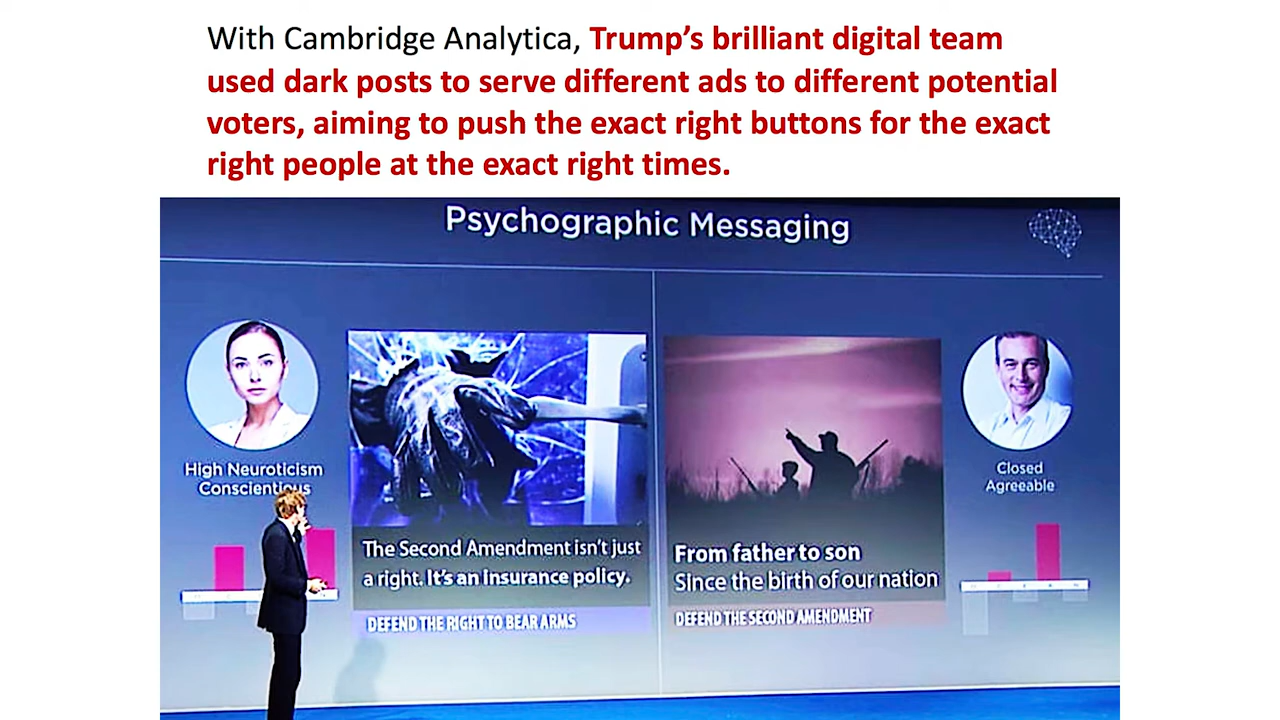 With Cambridge Analytica, Trump’s brilliant digital team
used dark posts to serve different ads to different potential
voters, aiming to push the exact right buttons for the exact
right people at the exact right times.
Psychographic Messaging
High Neuroticism
Conscientious
The Second Amendment isn't just
a right. It's an insurance policy.
DEFEND THE RIGHT TO BEAR ARMS
From father to son
Since the birth of our nation
DEFEND THE SECOND AMENDMENT
Closed
Agreeable